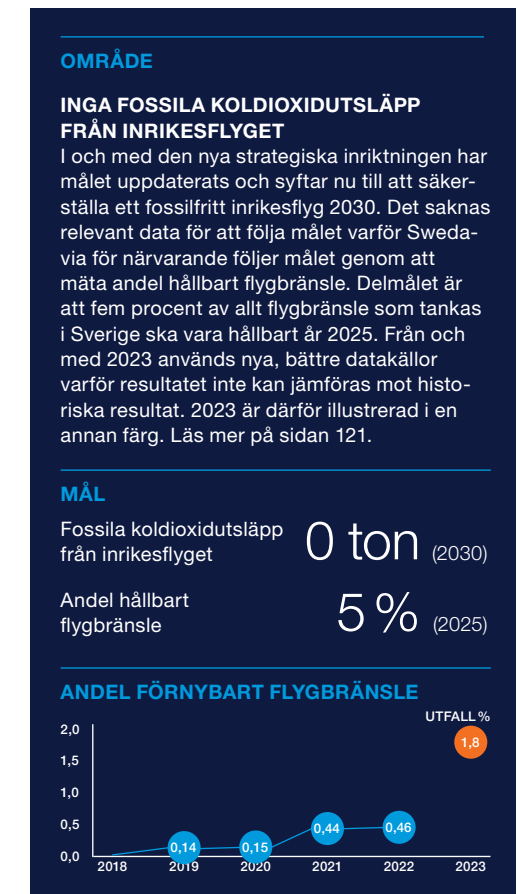 OMRÅDE
INGA FOSSILA KOLDIOXIDUTSLÄPP
FRÅN INRIKESFLYGET
I och med den nya strategiska inriktningen har
målet uppdaterats och syftar nu till att säker-
ställa ett fossilfritt inrikesflyg 2030. Det saknas
relevant data för att följa målet varför Sweda-
via för närvarande följer målet genom att
mäta andel hållbart flygbränsle. Delmålet är
att fem procent av allt flygbränsle som tankas
i Sverige ska vara hållbart år 2025. Från och
med 2023 används nya, bättre datakällor
varför resultatet inte kan jämföras mot histo-
riska resultat. 2023 är därför illustrerad i en
annan färg. Läs mer på sidan 121.
MÅL
Fossila koldioxidutsläpp
från inrikesflyget
0 ton (2030)
Andel hållbart
flygbränsle
5 % (2025)
ANDEL FÖRNYBART FLYGBRÄNSLE
UTFALL %
2,0
1,8
1,5
1,0
0,5
0,44
0,46
0,14
0,15
0,0
2018 2019 2020 2021 2022 2023